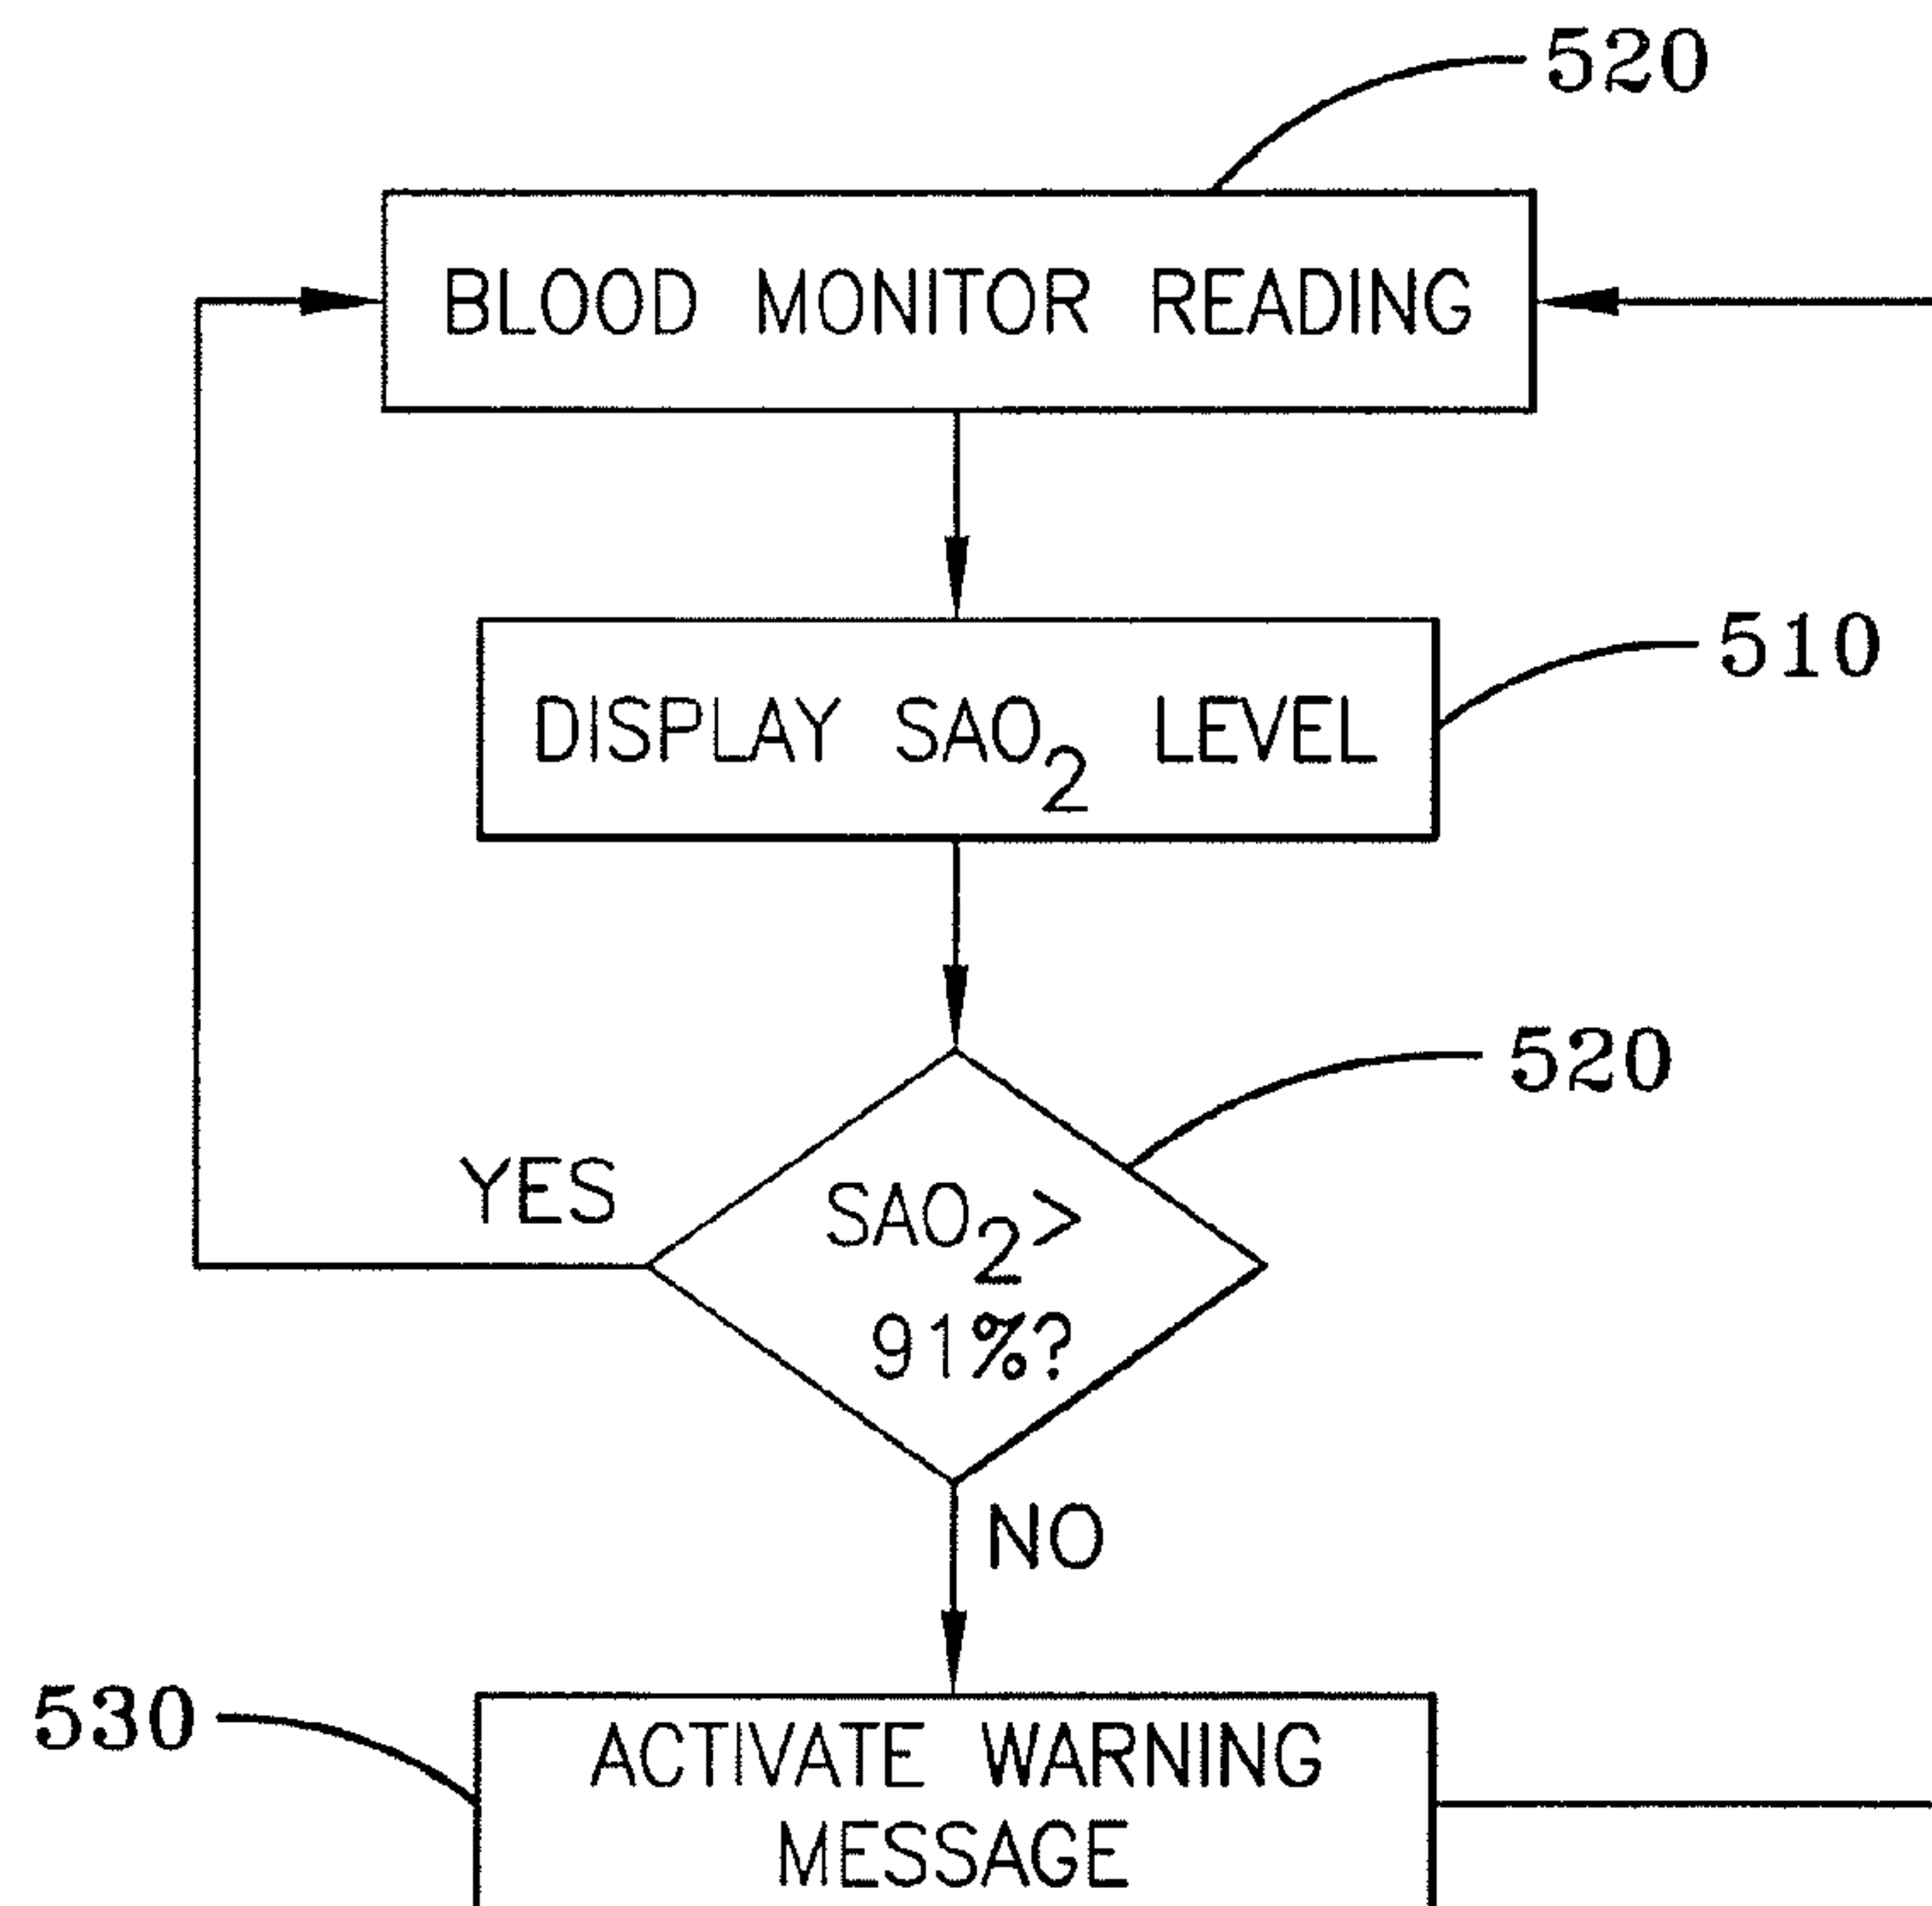 520
BLOOD MONITOR READING
510
DISPLAY SAO₂ LEVEL
520
YES
SAO₂>
91%?
NO
530
ACTIVATE WARNING
MESSAGE